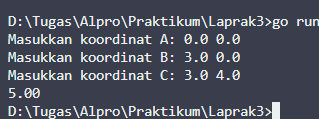 D:\Tugas\Alpro\Praktikum\Laprak3>go run
Masukkan koordinat A: 0.0 0.0
Masukkan koordinat B: 3.0 0.0
Masukkan koordinat C: 3.0 4.0
5.00
D:\Tugas\Alpro\Praktikum\Laprak3>